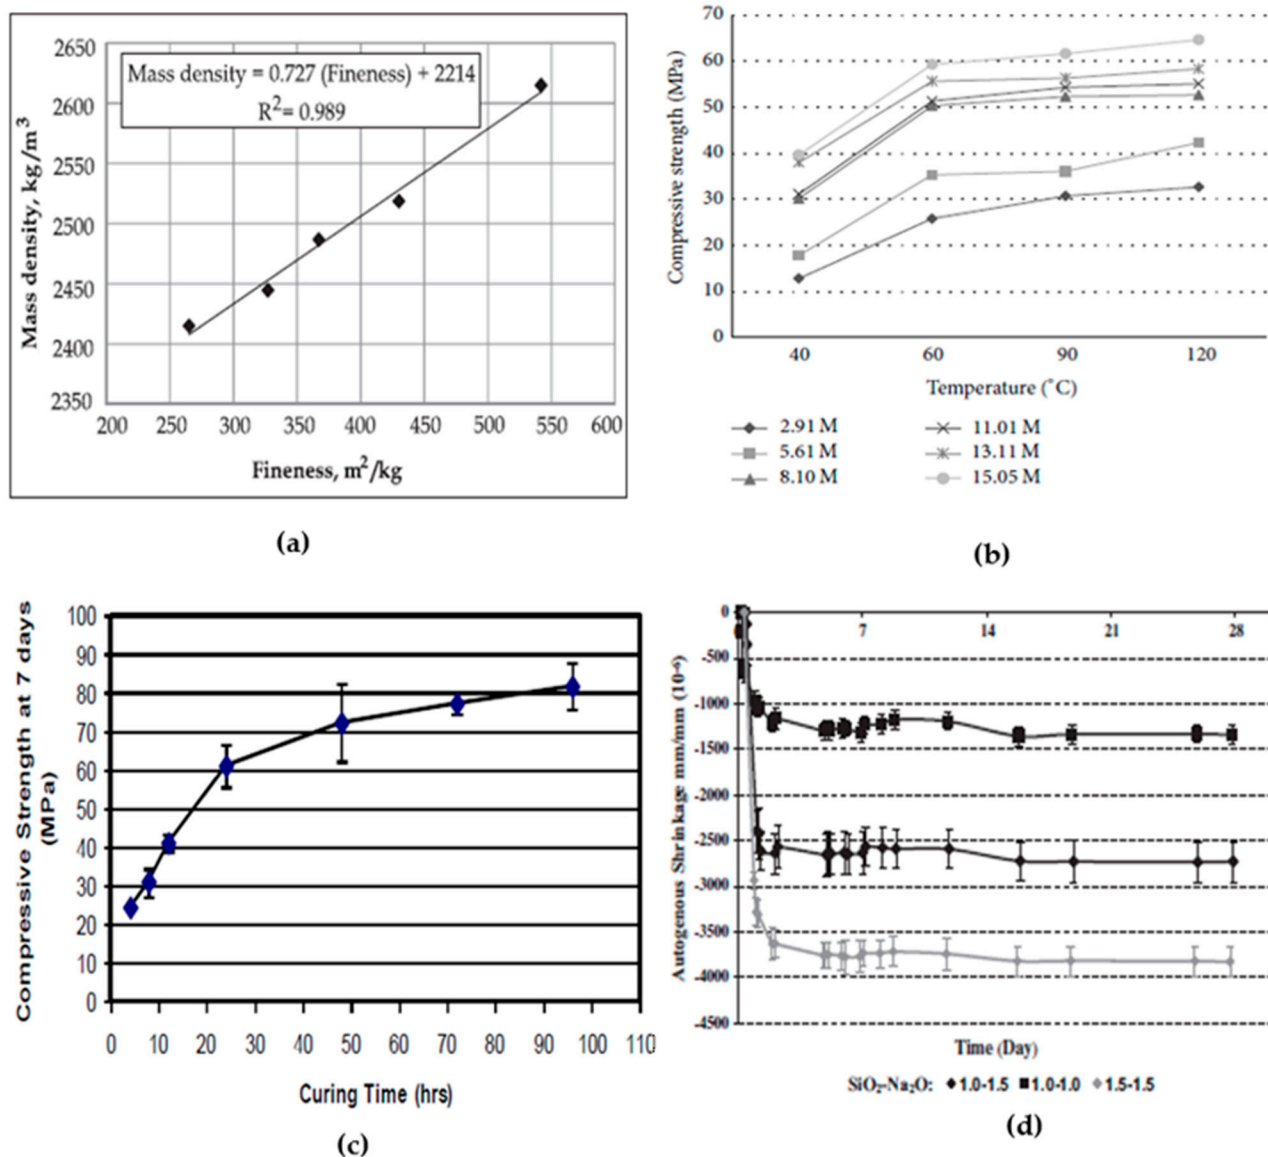 Mass density = 0.727 (Fineness) + 2214
R²= 0.989
Mass density, kg/m³
2650
2600
2550
2500
2450
2400
2350
200 250 300 350 400 450 500 550 600
Fineness, m²/kg
(a)
Compressive strength (MPa)
70
60
50
40
30
20
10
0
40 60 90 120
Temperature (°C)
2.91 M 11.01 M
5.61 M 13.11 M
8.10 M 15.05 M
(b)
Compressive Strength at 7 days
(MPa)
100
90
80
70
60
50
40
30
20
10
0
0 10 20 30 40 50 60 70 80 90 100 110
Curing Time (hrs)
(c)
Autogenous Shrinkage mm/mm (10⁻⁶)
0
7 14 21 28
-500
-1000
-1500
-2000
-2500
-3000
-3500
-4000
-4500
Time (Day)
SiO₂-Na₂O: 1.0-1.5 1.0-1.0 1.5-1.5
(d)